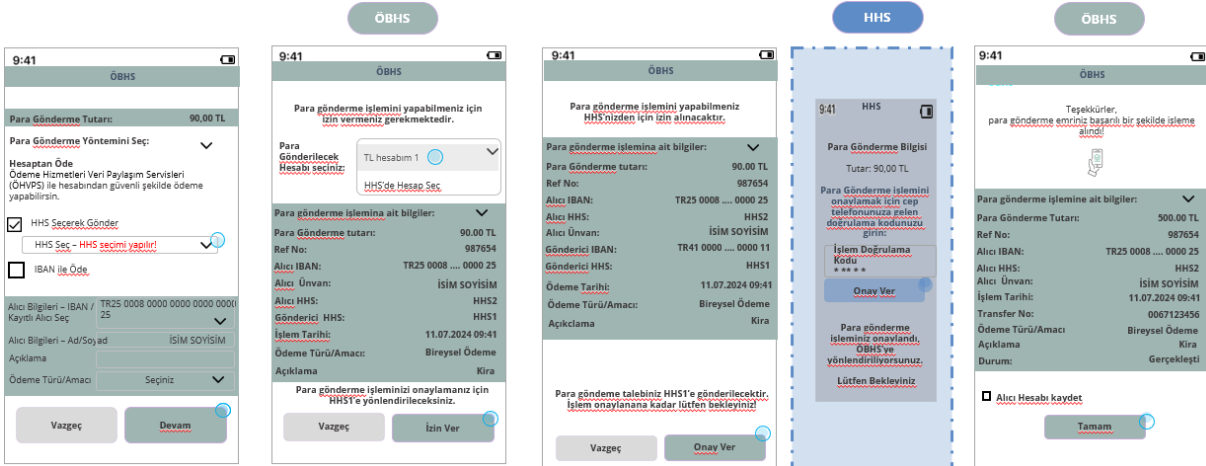 ÖBHS
HHS
ÖBHS
9:41
ÖBHS
Para Gönderme Tutarı: 90,00 TL
Para Gönderme Yöntemini Seç:
Hesaptan Öde
Ödeme Hizmetleri Veri Paylaşım Servisleri
(ÖHVPS) ile hesabından güvenli şekilde ödeme
yapabilirsin.
HHS Seçerek Gönder
HHS Seç – HHS seçimi yapılır!
IBAN ile Öde
Alıcı Bilgileri – IBAN / TR25 0008 0000 0000 0000 000(
Kayıtlı Alıcı Seç 25
Alıcı Bilgileri – Ad/Soyad İSİM SOYİSİM
Açıklama
Ödeme Türü/Amacı Seçiniz
Vazgeç Devam
9:41
ÖBHS
Para gönderme işlemini yapabilmeniz için
izin vermeniz gerekmektedir.
Para
Gönderilecek
Hesabı seçiniz:
TL hesabım 1
HHS'de Hesap Seç
Para gönderme işlemina ait bilgiler:
Para Gönderme tutarı: 90.00 TL
Ref No: 987654
Alıcı IBAN: TR25 0008 .... 0000 25
Alıcı Ünvan: İSİM SOYİSİM
Alıcı HHS: HHS2
Gönderici HHS: HHS1
İşlem Tarihi: 11.07.2024 09:41
Ödeme Türü/Amacı: Bireysel Ödeme
Açıklama Kira
Para gönderme işleminizi onaylamanız için
HHS1'e yönlendirileceksiniz.
Vazgeç İzin Ver
9:41
ÖBHS
Para gönderme işlemini yapabilmeniz
HHS'nizden için izin alınacaktır.
Para gönderme işlemina ait bilgiler:
Para Gönderme tutarı: 90.00 TL
Ref No: 987654
Alıcı IBAN: TR25 0008 .... 0000 25
Alıcı HHS: HHS2
Alıcı Ünvan: İSİM SOYİSİM
Gönderici IBAN: TR41 0000 .... 0000 11
Gönderici HHS: HHS1
Ödeme Tarihi: 11.07.2024 09:41
Ödeme Türü/Amacı: Bireysel Ödeme
Açıkclama Kira
Para göndeme talebiniz HHS1'e gönderilecektir.
İşlem onaylanana kadar lütfen bekleyiniz!
Vazgeç Onay Ver
9:41 HHS
Para Gönderme Bilgisi
Tutar: 90,00 TL
Para Gönderme işlemini
onaylamak için cep
telefonunuza gelen
doğrulama kodunuzu
girin:
İşlem Doğrulama
Kodu
* ** * *
Onay Ver
Para gönderme
işleminiz onaylandı,
ÖBHS'ye
yönlendiriliyorsunuz.
Lütfen Bekleyiniz
9:41
ÖBHS
Teşekkürler,
para gönderme emriniz başarılı bir şekilde işleme
alındı!
Para gönderme işlemine ait bilgiler:
Para Gönderme Tutarı: 500.00 TL
Ref No: 987654
Alıcı IBAN: TR25 0008 .... 0000 25
Alıcı HHS: HHS2
Alıcı Ünvan: İSİM SOYİSİM
İşlem Tarihi: 11.07.2024 09:41
Transfer No: 0067123456
Ödeme Türü/Amacı Bireysel Ödeme
Açıklama Kira
Durum: Gerçekleşti
Alıcı Hesabı kaydet
Tamam